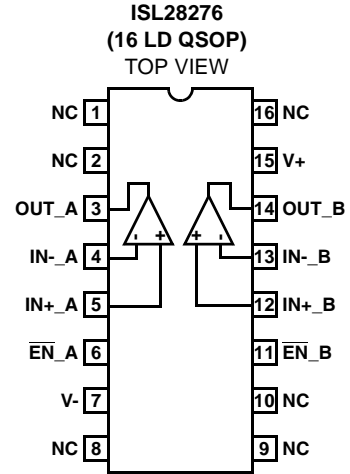 ISL28276
(16 LD QSOP)
TOP VIEW
NC 1
16 NC
NC 2
15 V+
OUT_A 3
14 OUT_B
IN-_A 4
- + + -
13 IN-_B
IN+_A 5
12 IN+_B
E̅N̅_A 6
11 E̅N̅_B
V- 7
10 NC
NC 8
9 NC